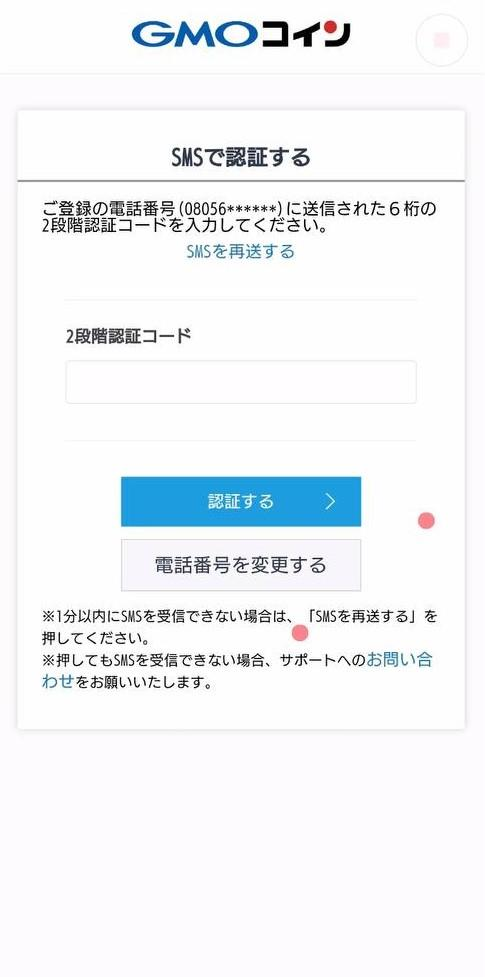 GMOコイン
SMSで認証する
ご登録の電話番号(08056******)に送信された６桁の
2段階認証コードを入力してください。
SMSを再送する
2段階認証コード
認証する
電話番号を変更する
※1分以内にSMSを受信できない場合は、「SMSを再送する」を
押してください。
※押してもSMSを受信できない場合、サポートへのお問い合
わせをお願いいたします。